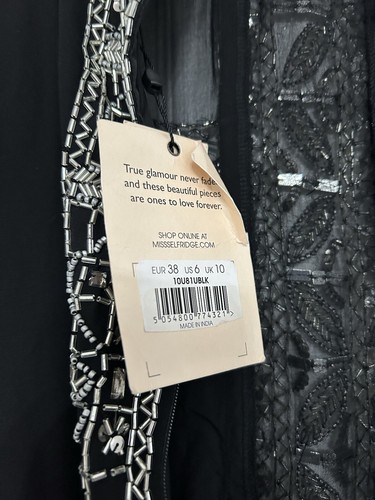 True glamour never fade
and these beautiful pieces
are ones to love forever.
SHOP ONLINE AT
MISSSELFRIDGE.COM
EUR 38 US 6 UK 10
10U81UBLK
5 054800 774321 >
MADE IN INDIA